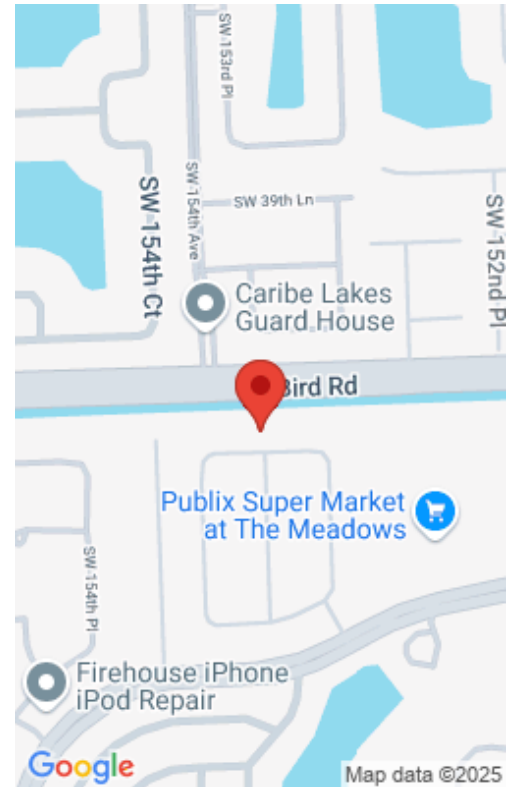 SW 153rd Pl
SW 154th Ave
SW 154th Ct
SW 39th Ln
SW 152nd Pl
Caribe Lakes
Guard House
Bird Rd
Publix Super Market
at The Meadows
SW 154th Pl
Firehouse iPhone
iPod Repair
Google
Map data ©2025